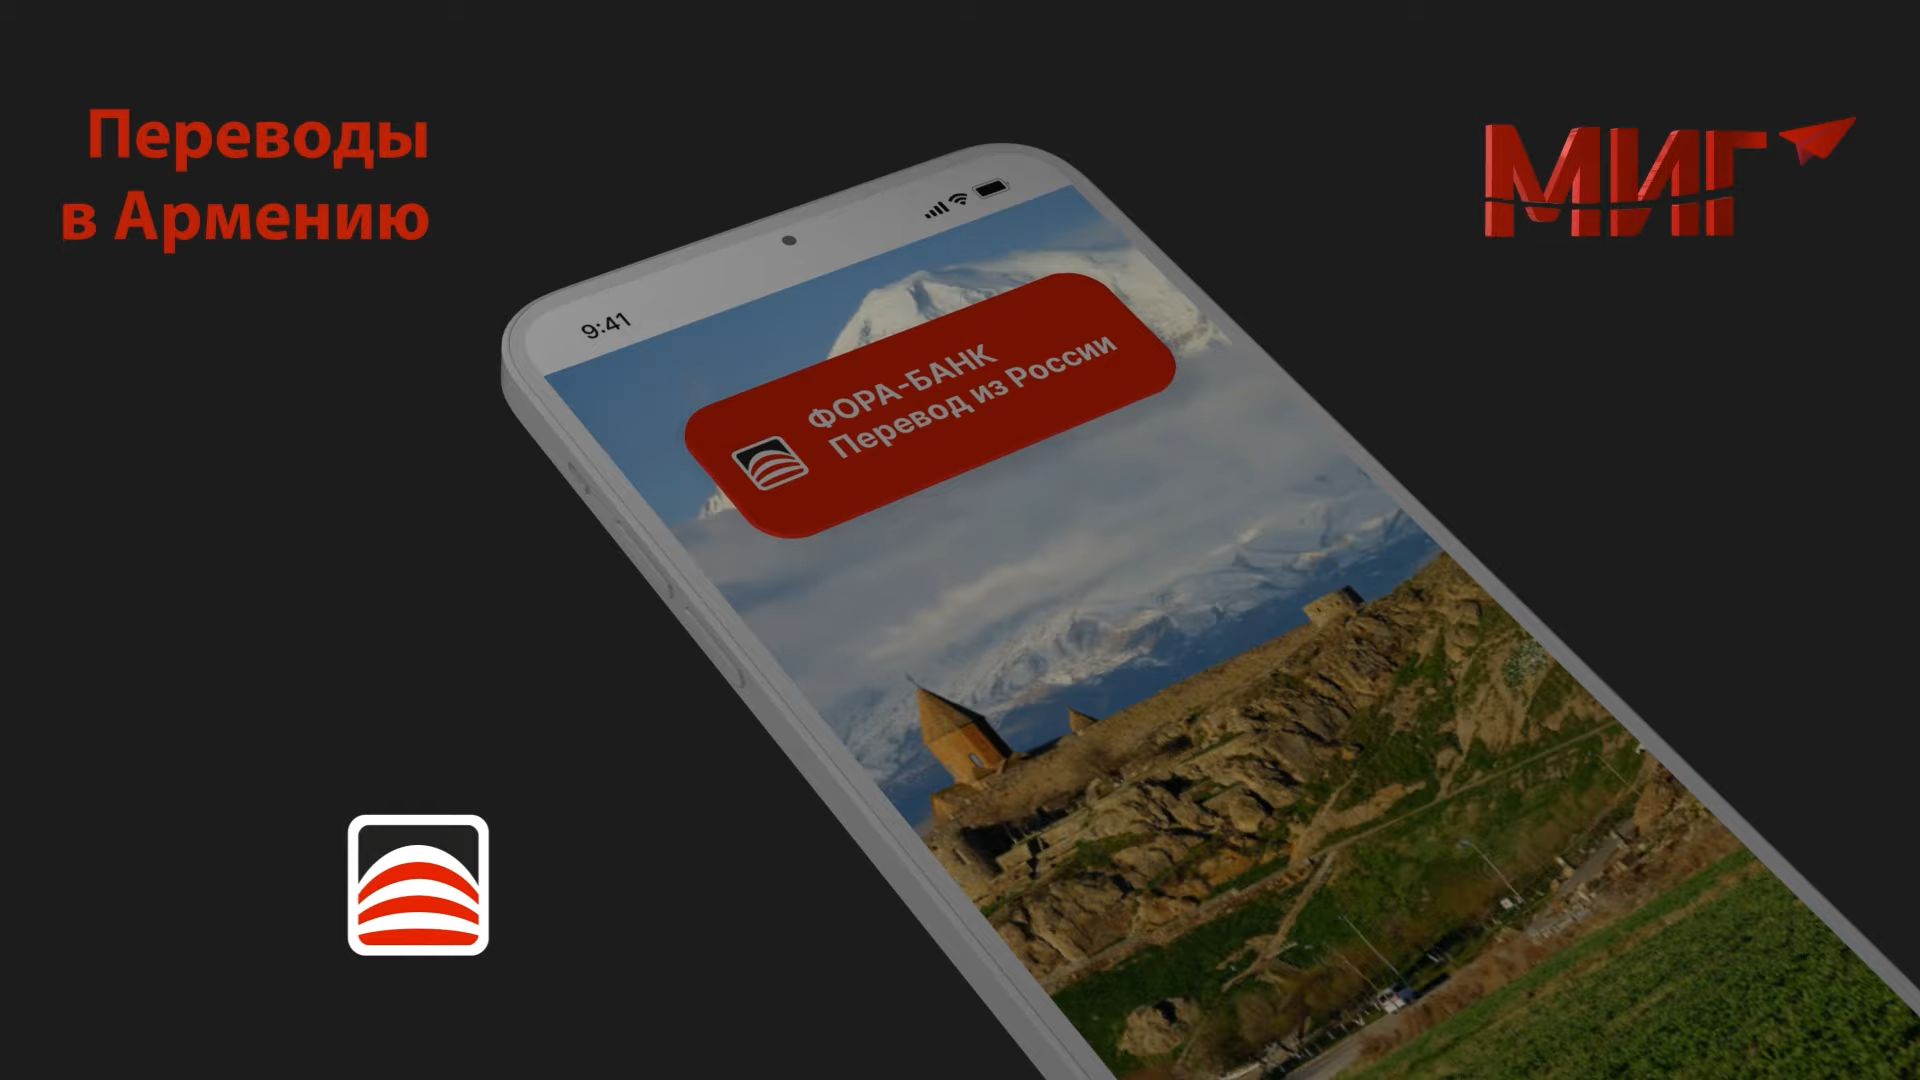 Переводы
в Армению
МИГ
9:41
ФОРА-БАНК
Перевод из России